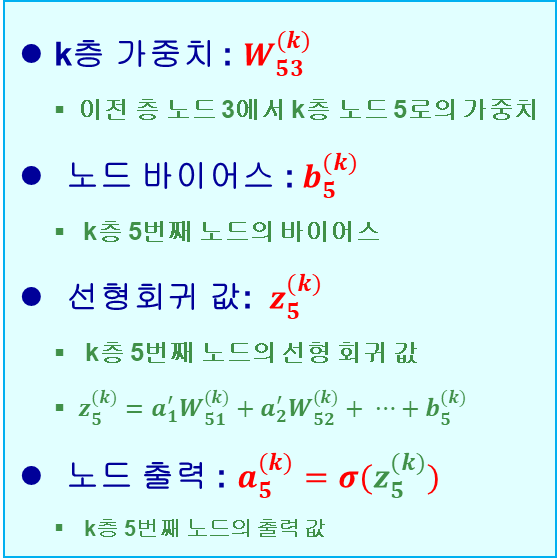 ● k층 가중치 : W₅₃⁽ᵏ⁾
▪ 이전 층 노드 3에서 k층 노드 5로의 가중치
● 노드 바이어스 : b₅⁽ᵏ⁾
▪ k층 5번째 노드의 바이어스
● 선형회귀 값: z₅⁽ᵏ⁾
▪ k층 5번째 노드의 선형 회귀 값
▪ z₅⁽ᵏ⁾ = a′₁W₅₁⁽ᵏ⁾ + a′₂W₅₂⁽ᵏ⁾ + ⋯ + b₅⁽ᵏ⁾
● 노드 출력 : a₅⁽ᵏ⁾ = σ(z₅⁽ᵏ⁾)
▪ k층 5번째 노드의 출력 값